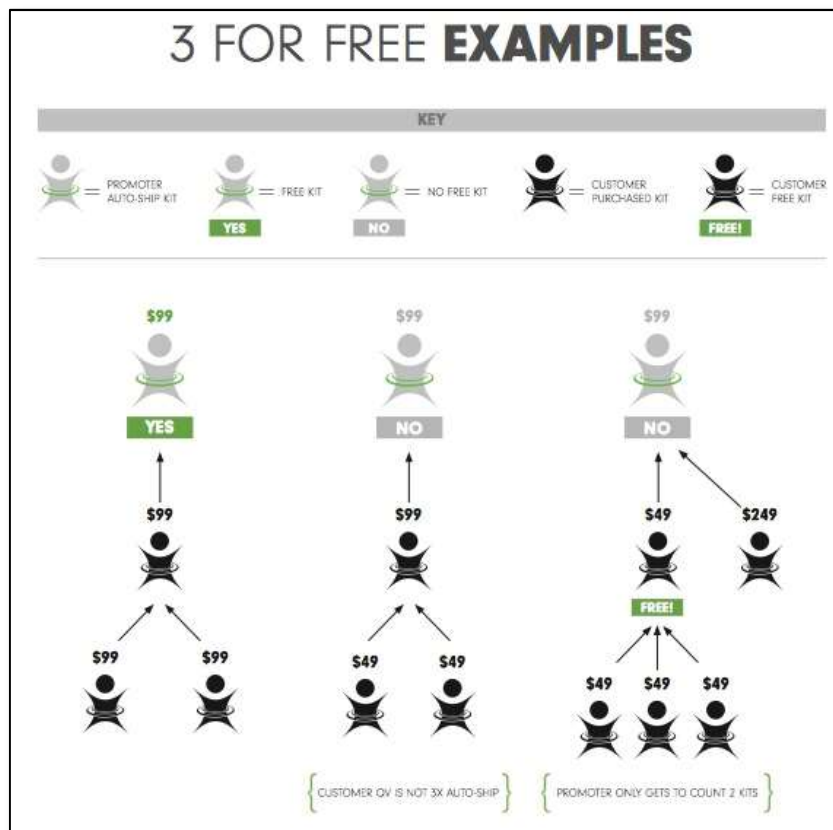 3 FOR FREE EXAMPLES
KEY
= PROMOTER
AUTO-SHIP KIT
= FREE KIT
YES
= NO FREE KIT
NO
= CUSTOMER
PURCHASED KIT
= CUSTOMER
FREE KIT
FREE!
$99 $99 $99
YES NO NO
$99 $99 $49 $249
FREE!
$99 $99 $49 $49 $49 $49 $49
{CUSTOMER QV IS NOT 3X AUTO-SHIP} {PROMOTER ONLY GETS TO COUNT 2 KITS}